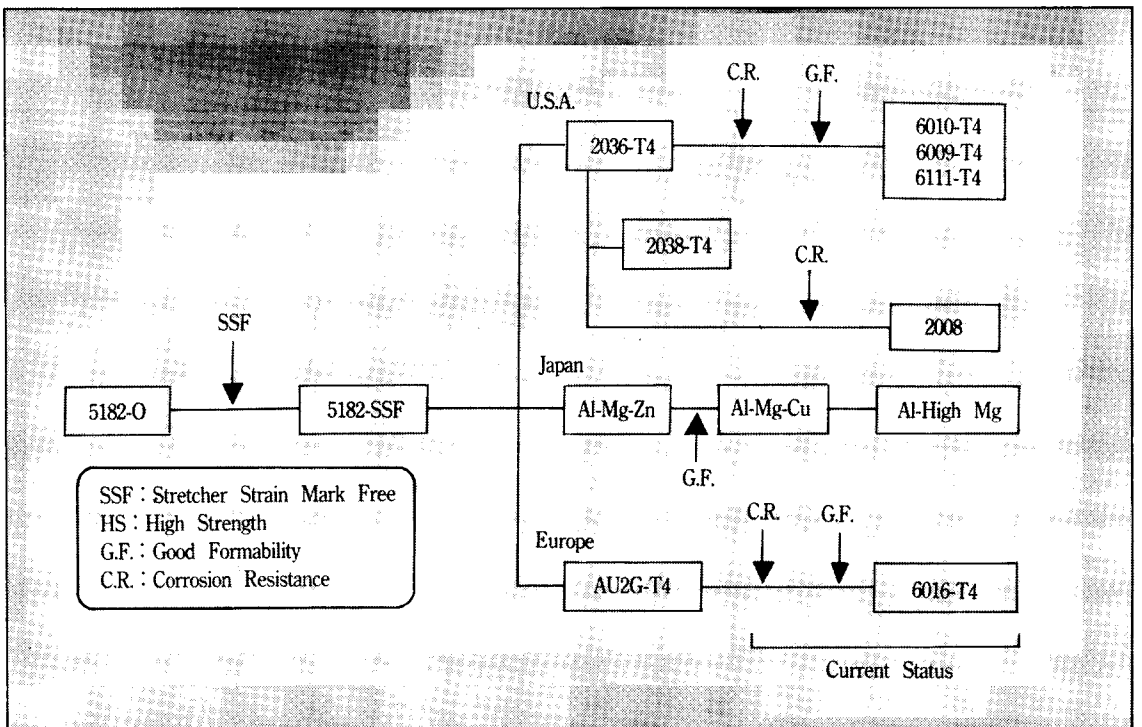 C.R.
G.F.
U.S.A.
2036-T4
6010-T4
6009-T4
6111-T4
2038-T4
C.R.
2008
SSF
Japan
5182-O
5182-SSF
Al-Mg-Zn
Al-Mg-Cu
Al-High Mg
G.F.
SSF : Stretcher Strain Mark Free
HS : High Strength
G.F. : Good Formability
C.R. : Corrosion Resistance
C.R.
G.F.
Europe
AU2G-T4
6016-T4
Current Status